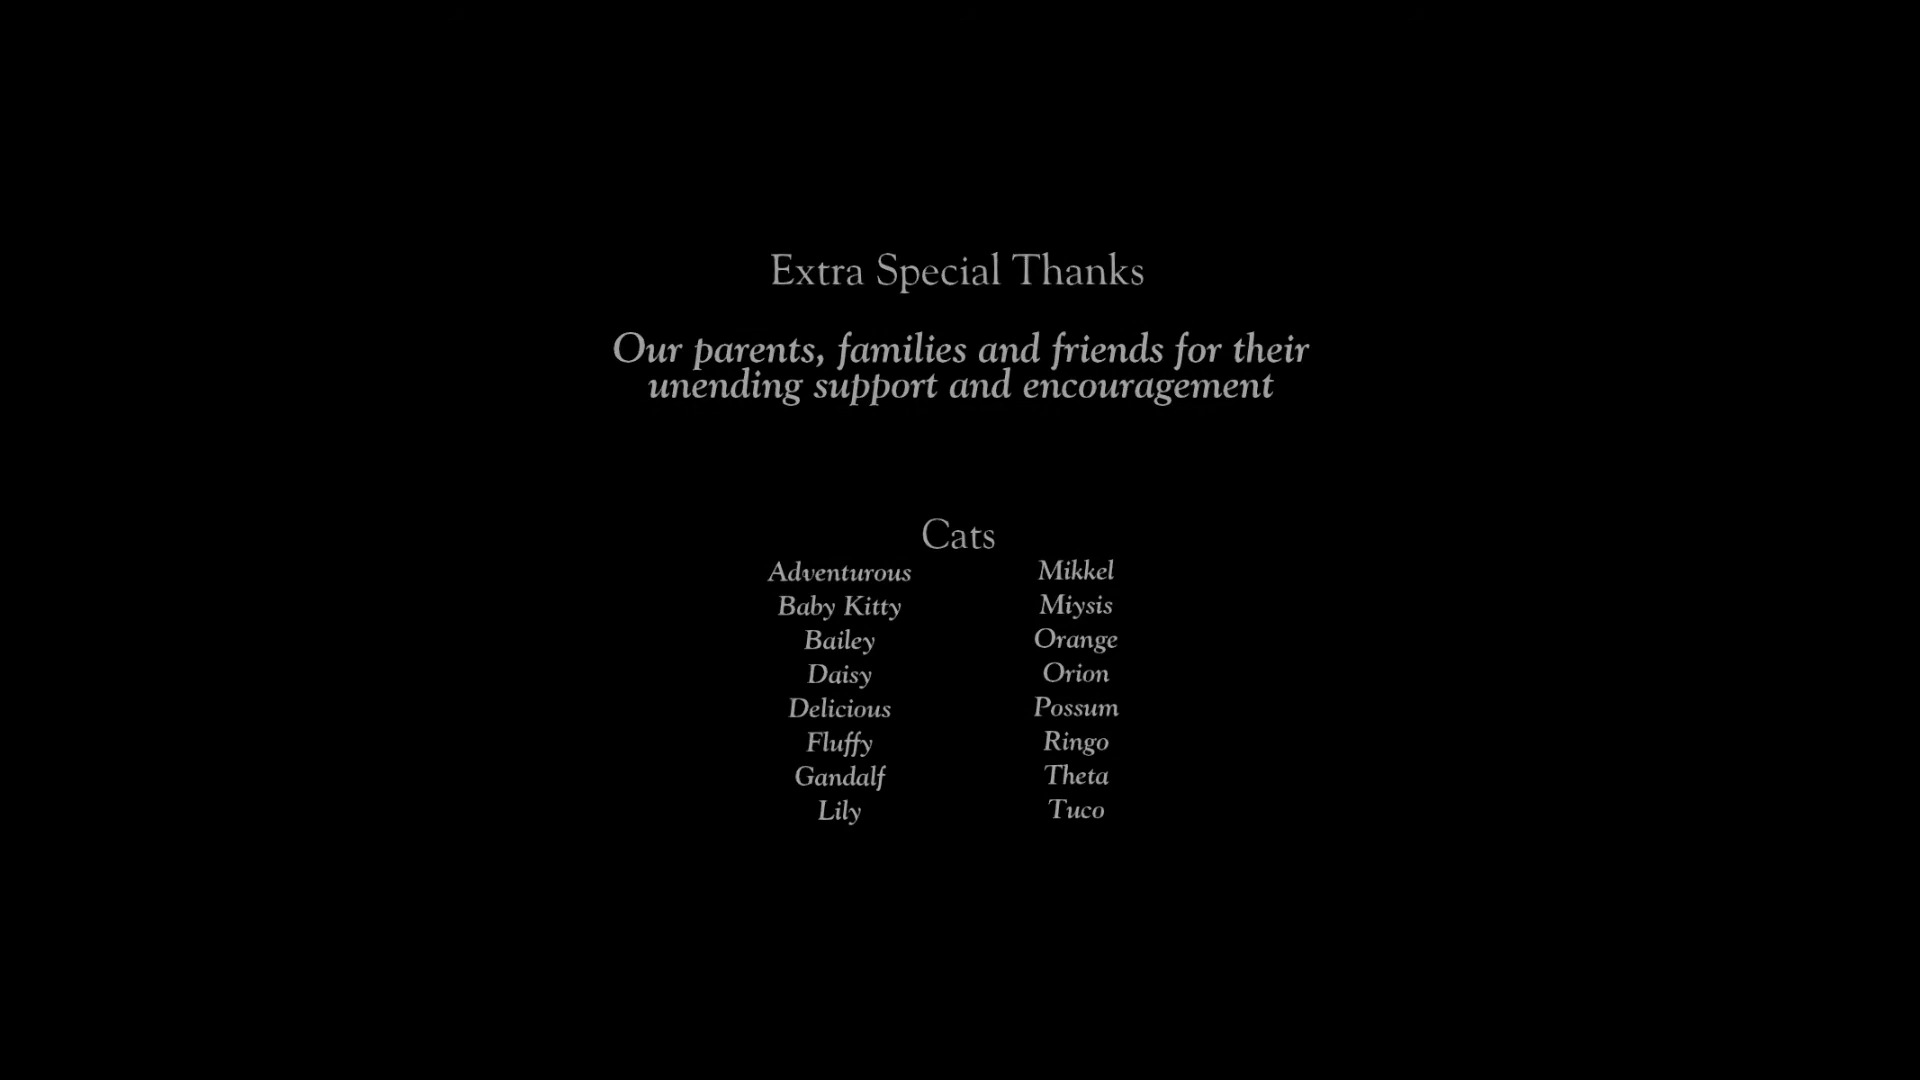 Extra Special Thanks
Our parents, families and friends for their
unending support and encouragement
Cats
Adventurous
Baby Kitty
Bailey
Daisy
Delicious
Fluffy
Gandalf
Lily
Mikkel
Miysis
Orange
Orion
Possum
Ringo
Theta
Tuco